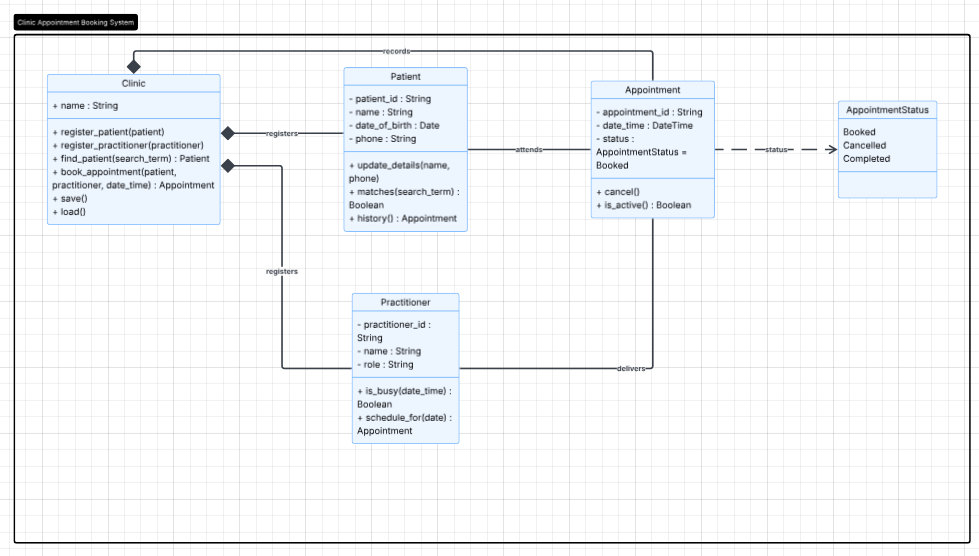 Clinic Appointment Booking System
records
Clinic
+ name : String
+ register_patient(patient)
+ register_practitioner(practitioner)
+ find_patient(search_term) : Patient
+ book_appointment(patient,
practitioner, date_time) : Appointment
+ save()
+ load()
registers
Patient
- patient_id : String
- name : String
- date_of_birth : Date
- phone : String
+ update_details(name,
phone)
+ matches(search_term) :
Boolean
+ history() : Appointment
attends
Appointment
- appointment_id : String
- date_time : DateTime
- status :
AppointmentStatus =
Booked
+ cancel()
+ is_active() : Boolean
status
AppointmentStatus
Booked
Cancelled
Completed
registers
Practitioner
- practitioner_id :
String
- name : String
- role : String
+ is_busy(date_time) :
Boolean
+ schedule_for(date) :
Appointment
delivers